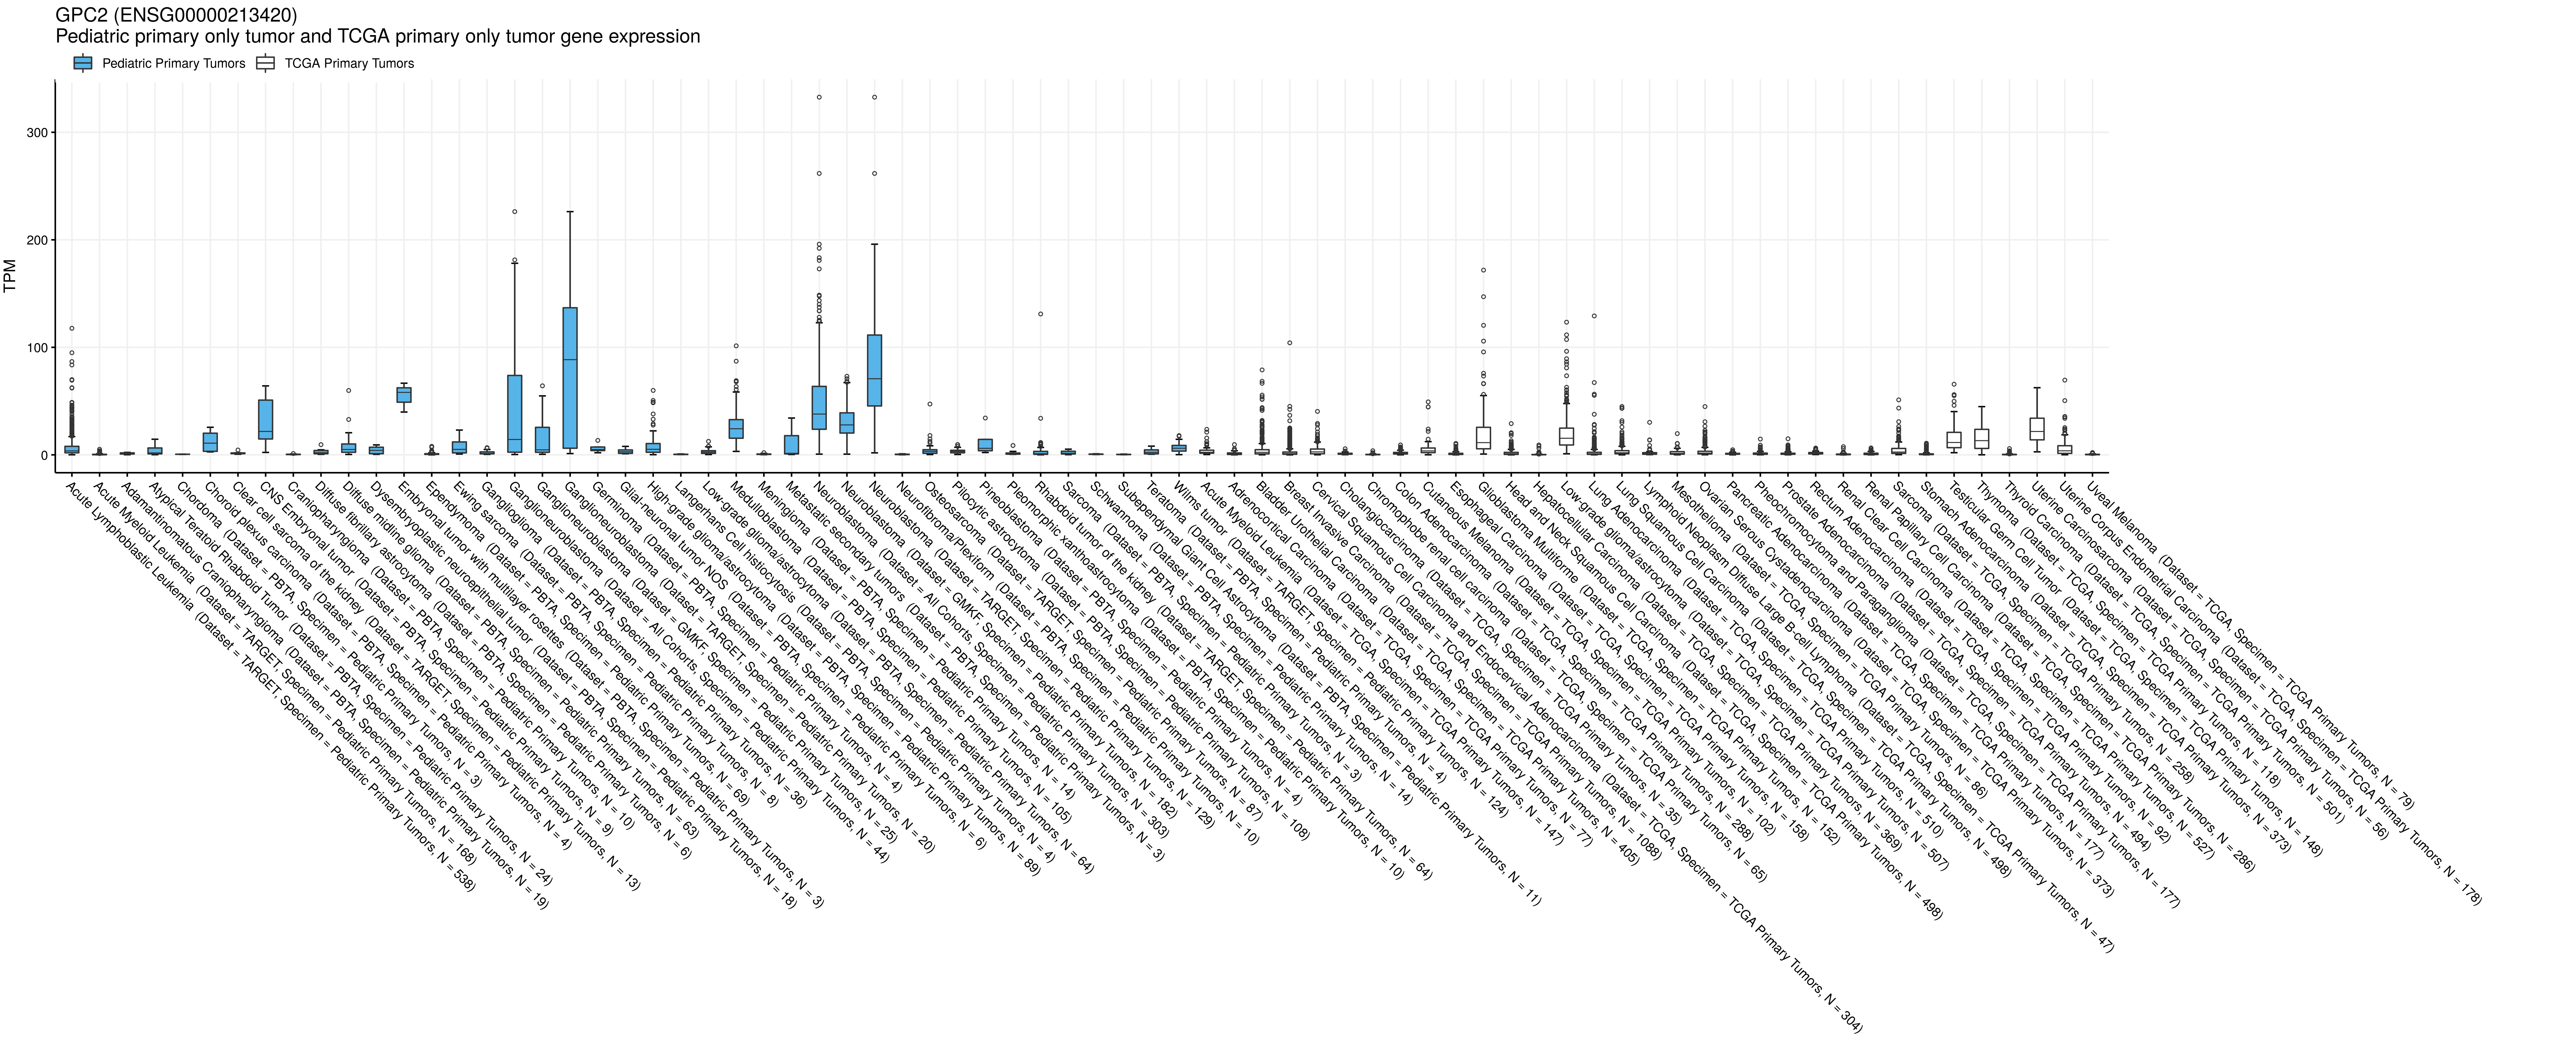 GPC2 (ENSG00000213420)
Pediatric primary only tumor and TCGA primary only tumor gene expression
Pediatric Primary Tumors
TCGA Primary Tumors
TPM
300
200
100
0
Acute Lymphoblastic Leukemia (Dataset = TARGET, Specimen = Pediatric Primary Tumors, N = 538)
Acute Myeloid Leukemia (Dataset = TARGET, Specimen = Pediatric Primary Tumors, N = 168)
Adamantinomatous Craniopharyngioma (Dataset = PBTA, Specimen = Pediatric Primary Tumors, N = 19)
Atypical Teratoid Rhabdoid Tumor (Dataset = PBTA, Specimen = Pediatric Primary Tumors, N = 24)
Chordoma (Dataset = PBTA, Specimen = Pediatric Primary Tumors, N = 3)
Choroid plexus carcinoma (Dataset = PBTA, Specimen = Pediatric Primary Tumors, N = 4)
Clear cell sarcoma of the kidney (Dataset = TARGET, Specimen = Pediatric Primary Tumors, N = 13)
CNS Embryonal tumor (Dataset = PBTA, Specimen = Pediatric Primary Tumors, N = 9)
Craniopharyngioma (Dataset = PBTA, Specimen = Pediatric Primary Tumors, N = 10)
Diffuse fibrillary astrocytoma (Dataset = PBTA, Specimen = Pediatric Primary Tumors, N = 6)
Diffuse midline glioma (Dataset = PBTA, Specimen = Pediatric Primary Tumors, N = 63)
Dysembryoplastic neuroepithelial tumor (Dataset = PBTA, Specimen = Pediatric Primary Tumors, N = 18)
Embryonal tumor with multilayer rosettes (Dataset = PBTA, Specimen = Pediatric Primary Tumors, N = 3)
Ependymoma (Dataset = PBTA, Specimen = Pediatric Primary Tumors, N = 69)
Ewing sarcoma (Dataset = PBTA, Specimen = Pediatric Primary Tumors, N = 8)
Ganglioglioma (Dataset = PBTA, Specimen = Pediatric Primary Tumors, N = 36)
Ganglioneuroblastoma (Dataset = All Cohorts, Specimen = Pediatric Primary Tumors, N = 44)
Ganglioneuroblastoma (Dataset = GMKF, Specimen = Pediatric Primary Tumors, N = 25)
Ganglioneuroblastoma (Dataset = TARGET, Specimen = Pediatric Primary Tumors, N = 20)
Germinoma (Dataset = PBTA, Specimen = Pediatric Primary Tumors, N = 4)
Glial-neuronal tumor NOS (Dataset = PBTA, Specimen = Pediatric Primary Tumors, N = 6)
High-grade glioma/astrocytoma (Dataset = PBTA, Specimen = Pediatric Primary Tumors, N = 89)
Langerhans Cell histiocytosis (Dataset = PBTA, Specimen = Pediatric Primary Tumors, N = 4)
Low-grade glioma/astrocytoma (Dataset = PBTA, Specimen = Pediatric Primary Tumors, N = 64)
Medulloblastoma (Dataset = PBTA, Specimen = Pediatric Primary Tumors, N = 105)
Meningioma (Dataset = PBTA, Specimen = Pediatric Primary Tumors, N = 14)
Metastatic secondary tumors (Dataset = PBTA, Specimen = Pediatric Primary Tumors, N = 3)
Neuroblastoma (Dataset = All Cohorts, Specimen = Pediatric Primary Tumors, N = 303)
Neuroblastoma (Dataset = GMKF, Specimen = Pediatric Primary Tumors, N = 182)
Neuroblastoma (Dataset = TARGET, Specimen = Pediatric Primary Tumors, N = 129)
Neurofibroma/Plexiform (Dataset = PBTA, Specimen = Pediatric Primary Tumors, N = 10)
Osteosarcoma (Dataset = TARGET, Specimen = Pediatric Primary Tumors, N = 87)
Pilocytic astrocytoma (Dataset = PBTA, Specimen = Pediatric Primary Tumors, N = 108)
Pineoblastoma (Dataset = PBTA, Specimen = Pediatric Primary Tumors, N = 4)
Pleomorphic xanthoastrocytoma (Dataset = PBTA, Specimen = Pediatric Primary Tumors, N = 10)
Rhabdoid tumor of the kidney (Dataset = TARGET, Specimen = Pediatric Primary Tumors, N = 64)
Sarcoma (Dataset = PBTA, Specimen = Pediatric Primary Tumors, N = 3)
Schwannoma (Dataset = PBTA, Specimen = Pediatric Primary Tumors, N = 14)
Subependymal Giant Cell Astrocytoma (Dataset = PBTA, Specimen = Pediatric Primary Tumors, N = 11)
Teratoma (Dataset = PBTA, Specimen = Pediatric Primary Tumors, N = 4)
Wilms tumor (Dataset = TARGET, Specimen = Pediatric Primary Tumors, N = 124)
Acute Myeloid Leukemia (Dataset = TCGA, Specimen = TCGA Primary Tumors, N = 147)
Adrenocortical Carcinoma (Dataset = TCGA, Specimen = TCGA Primary Tumors, N = 77)
Bladder Urothelial Carcinoma (Dataset = TCGA, Specimen = TCGA Primary Tumors, N = 405)
Breast Invasive Carcinoma (Dataset = TCGA, Specimen = TCGA Primary Tumors, N = 1088)
Cervical Squamous Cell Carcinoma and Endocervical Adenocarcinoma (Dataset = TCGA, Specimen = TCGA Primary Tumors, N = 304)
Cholangiocarcinoma (Dataset = TCGA, Specimen = TCGA Primary Tumors, N = 35)
Chromophobe renal cell carcinoma (Dataset = TCGA, Specimen = TCGA Primary Tumors, N = 65)
Colon Adenocarcinoma (Dataset = TCGA, Specimen = TCGA Primary Tumors, N = 288)
Cutaneous Melanoma (Dataset = TCGA, Specimen = TCGA Primary Tumors, N = 102)
Esophageal Carcinoma (Dataset = TCGA, Specimen = TCGA Primary Tumors, N = 158)
Glioblastoma Multiforme (Dataset = TCGA, Specimen = TCGA Primary Tumors, N = 152)
Head and Neck Squamous Cell Carcinoma (Dataset = TCGA, Specimen = TCGA Primary Tumors, N = 498)
Hepatocellular Carcinoma (Dataset = TCGA, Specimen = TCGA Primary Tumors, N = 369)
Low-grade glioma/astrocytoma (Dataset = TCGA, Specimen = TCGA Primary Tumors, N = 507)
Lung Adenocarcinoma (Dataset = TCGA, Specimen = TCGA Primary Tumors, N = 510)
Lung Squamous Cell Carcinoma (Dataset = TCGA, Specimen = TCGA Primary Tumors, N = 498)
Lymphoid Neoplasm Diffuse Large B-cell Lymphoma (Dataset = TCGA, Specimen = TCGA Primary Tumors, N = 47)
Mesothelioma (Dataset = TCGA, Specimen = TCGA Primary Tumors, N = 86)
Ovarian Serous Cystadenocarcinoma (Dataset = TCGA, Specimen = TCGA Primary Tumors, N = 373)
Pancreatic Adenocarcinoma (Dataset = TCGA, Specimen = TCGA Primary Tumors, N = 177)
Pheochromocytoma and Paraganglioma (Dataset = TCGA, Specimen = TCGA Primary Tumors, N = 177)
Prostate Adenocarcinoma (Dataset = TCGA, Specimen = TCGA Primary Tumors, N = 494)
Rectum Adenocarcinoma (Dataset = TCGA, Specimen = TCGA Primary Tumors, N = 92)
Renal Clear Cell Carcinoma (Dataset = TCGA, Specimen = TCGA Primary Tumors, N = 527)
Renal Papillary Cell Carcinoma (Dataset = TCGA, Specimen = TCGA Primary Tumors, N = 286)
Sarcoma (Dataset = TCGA, Specimen = TCGA Primary Tumors, N = 258)
Stomach Adenocarcinoma (Dataset = TCGA, Specimen = TCGA Primary Tumors, N = 373)
Testicular Germ Cell Tumor (Dataset = TCGA, Specimen = TCGA Primary Tumors, N = 148)
Thymoma (Dataset = TCGA, Specimen = TCGA Primary Tumors, N = 118)
Thyroid Carcinoma (Dataset = TCGA, Specimen = TCGA Primary Tumors, N = 501)
Uterine Carcinosarcoma (Dataset = TCGA, Specimen = TCGA Primary Tumors, N = 56)
Uterine Corpus Endometrial Carcinoma (Dataset = TCGA, Specimen = TCGA Primary Tumors, N = 178)
Uveal Melanoma (Dataset = TCGA, Specimen = TCGA Primary Tumors, N = 79)